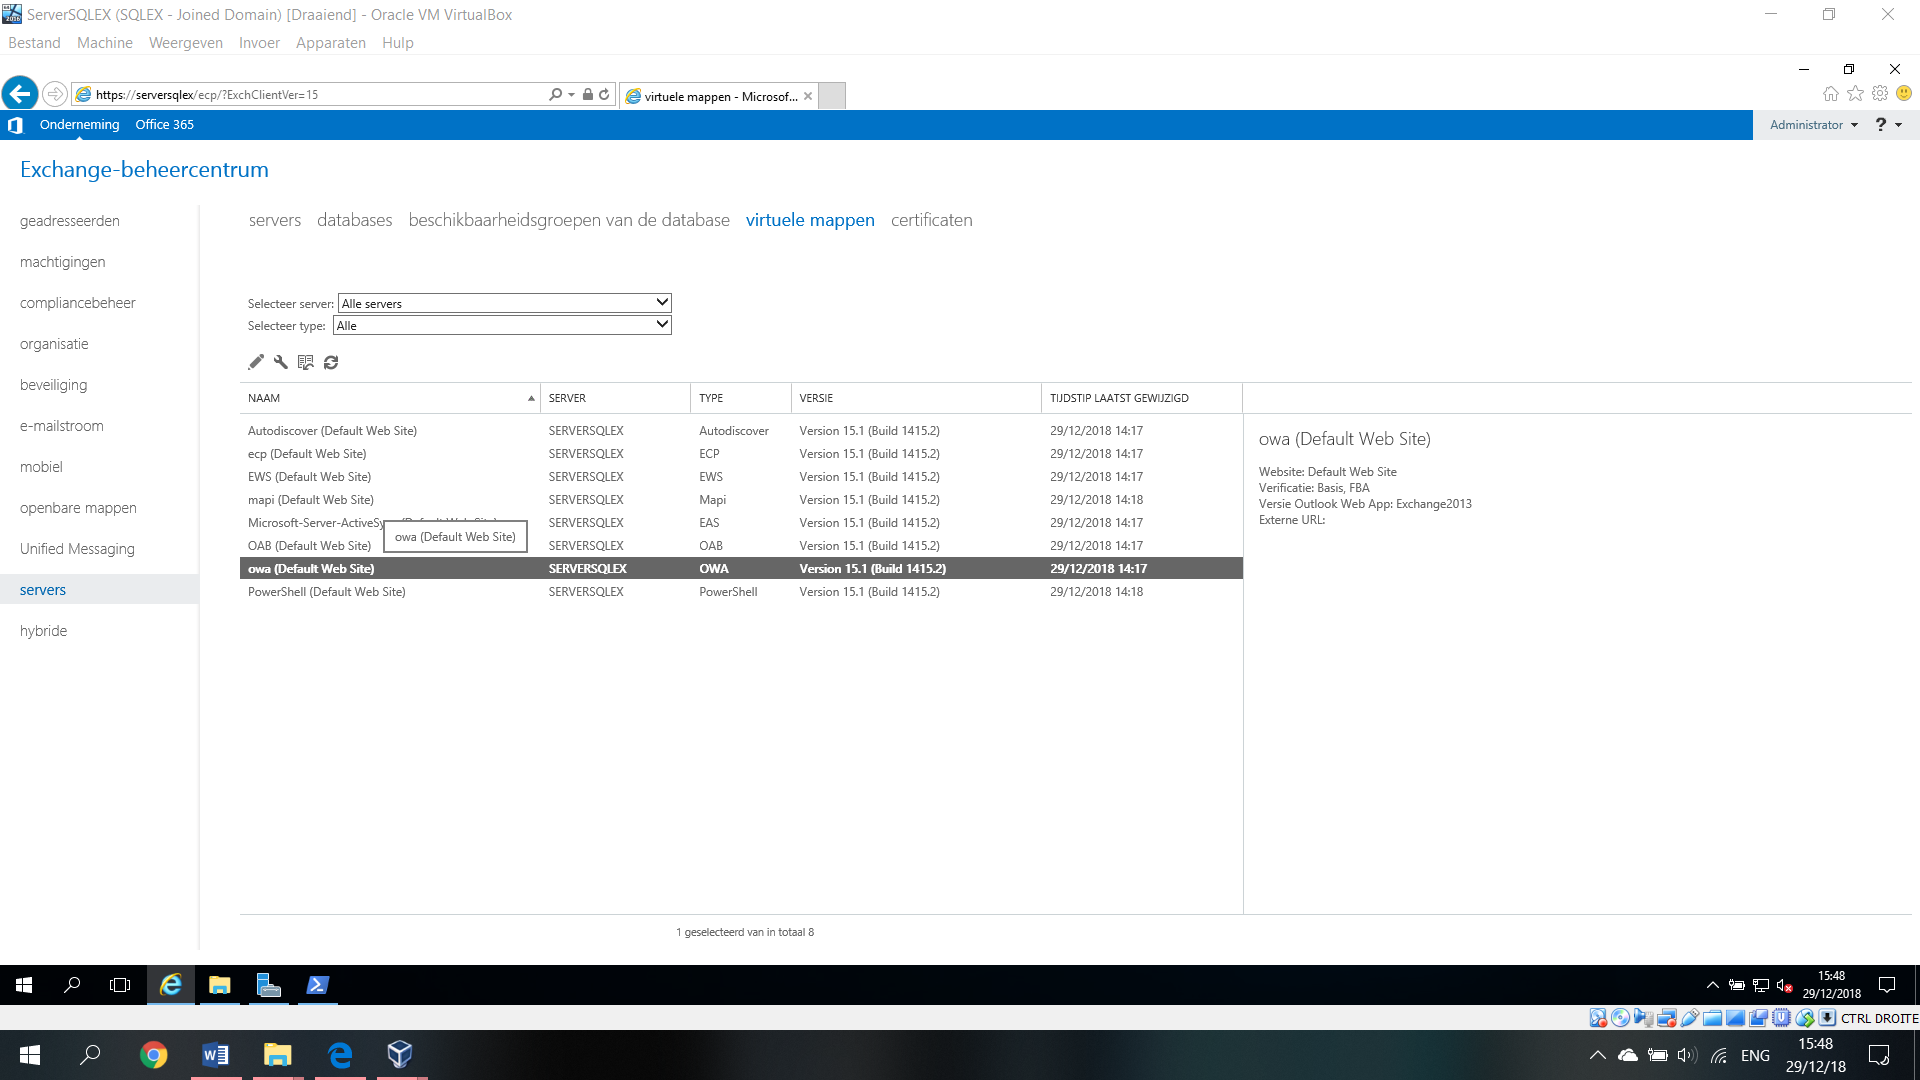 ServerSQLEX (SQLEX - Joined Domain) [Draaiend] - Oracle VM VirtualBox
Bestand Machine Weergeven Invoer Apparaten Hulp
https://serversqlex/ecp/?ExchClientVer=15
virtuele mappen - Microsof...
Onderneming Office 365
Administrator ?
Exchange-beheercentrum
geadresseerden
machtigingen
compliancebeheer
organisatie
beveiliging
e-mailstroom
mobiel
openbare mappen
Unified Messaging
servers
hybride
servers databases beschikbaarheidsgroepen van de database virtuele mappen certificaten
Selecteer server: Alle servers
Selecteer type: Alle
NAAM SERVER TYPE VERSIE TIJDSTIP LAATST GEWIJZIGD
Autodiscover (Default Web Site) SERVERSQLEX Autodiscover Version 15.1 (Build 1415.2) 29/12/2018 14:17
ecp (Default Web Site) SERVERSQLEX ECP Version 15.1 (Build 1415.2) 29/12/2018 14:17
EWS (Default Web Site) SERVERSQLEX EWS Version 15.1 (Build 1415.2) 29/12/2018 14:17
mapi (Default Web Site) SERVERSQLEX Mapi Version 15.1 (Build 1415.2) 29/12/2018 14:18
Microsoft-Server-ActiveSy SERVERSQLEX EAS Version 15.1 (Build 1415.2) 29/12/2018 14:17
owa (Default Web Site)
OAB (Default Web Site) SERVERSQLEX OAB Version 15.1 (Build 1415.2) 29/12/2018 14:17
owa (Default Web Site) SERVERSQLEX OWA Version 15.1 (Build 1415.2) 29/12/2018 14:17
PowerShell (Default Web Site) SERVERSQLEX PowerShell Version 15.1 (Build 1415.2) 29/12/2018 14:18
owa (Default Web Site)
Website: Default Web Site
Verificatie: Basis, FBA
Versie Outlook Web App: Exchange2013
Externe URL:
1 geselecteerd van in totaal 8
15:48
29/12/2018
CTRL DROITE
ENG
15:48
29/12/18